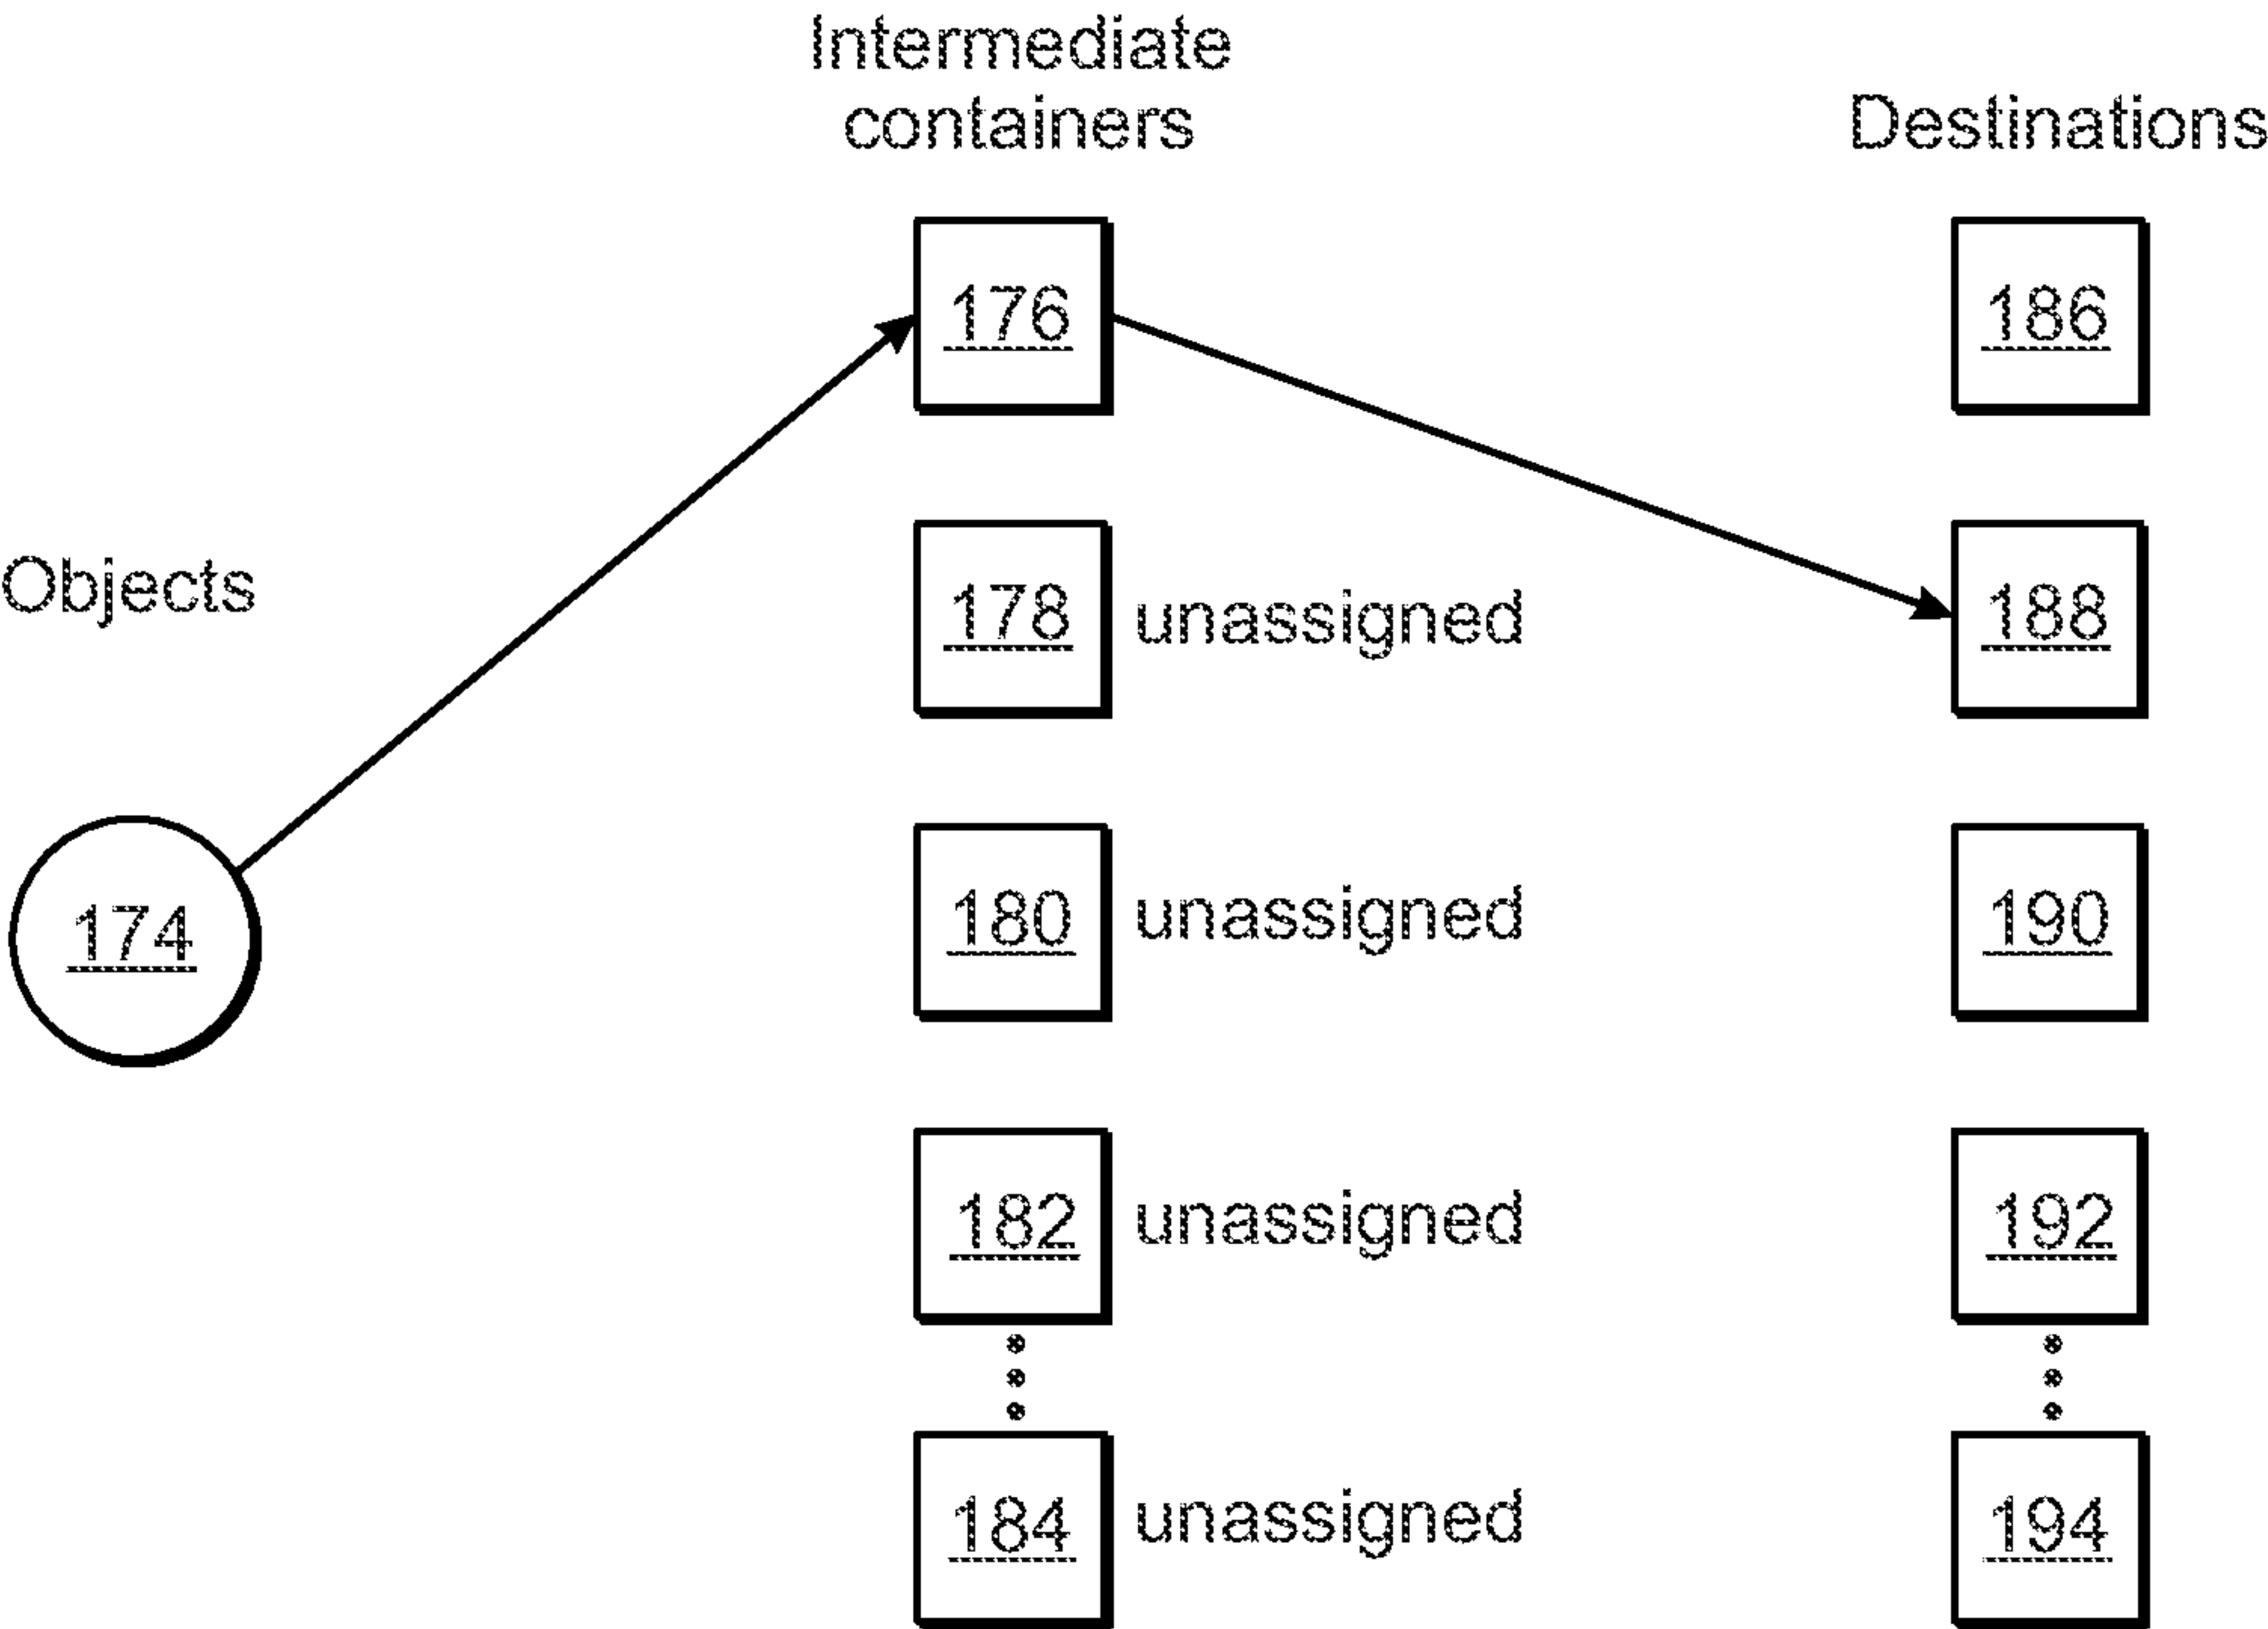 Intermediate
containers
Destinations
176
186
Objects
178 unassigned
188
174
180 unassigned
190
182 unassigned
192
184 unassigned
194